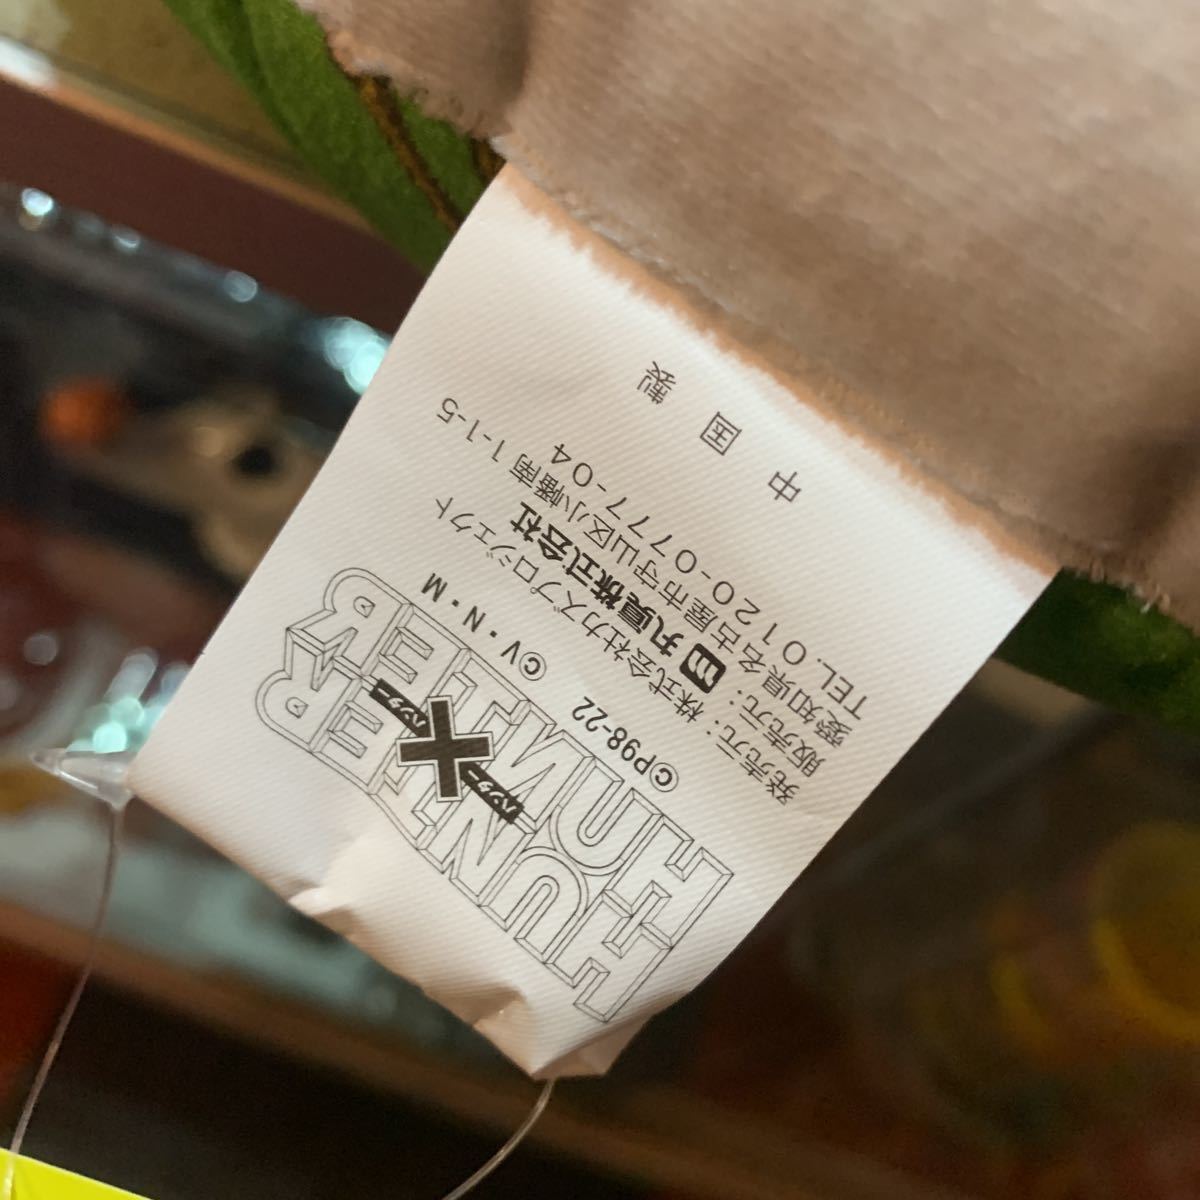 HUNTER
ハンター
×
ハンター
HUNTER
©P98-22 ©V・N・M
発売元：株式会社カズプロジェクト
販売元：丸眞株式会社
愛知県名古屋市守山区小幡南1-1-5
TEL.0120-0777-04
中国製